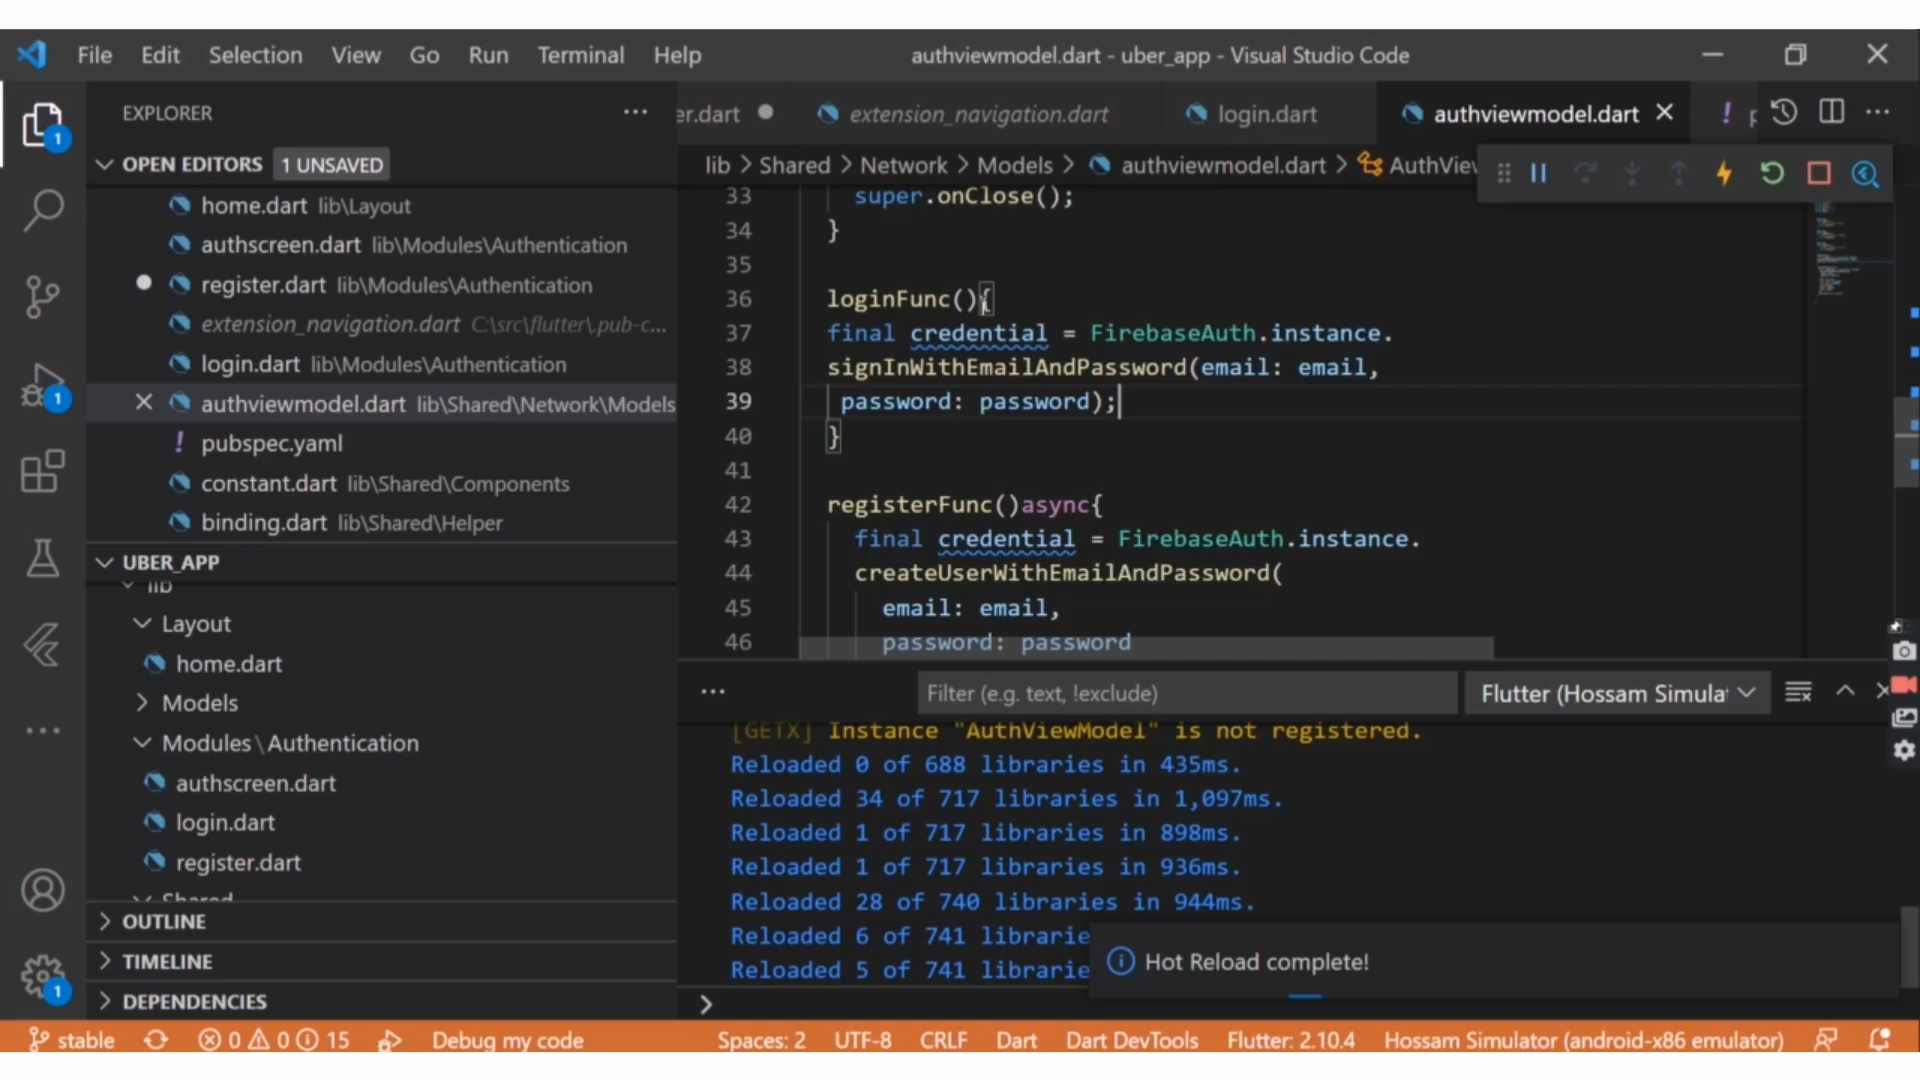 File Edit Selection View Go Run Terminal Help authviewmodel.dart - uber_app - Visual Studio Code
EXPLORER
er.dart extension_navigation.dart login.dart authviewmodel.dart ! p
OPEN EDITORS 1 UNSAVED
lib > Shared > Network > Models > authviewmodel.dart > AuthView
home.dart lib\Layout
authscreen.dart lib\Modules\Authentication
register.dart lib\Modules\Authentication
extension_navigation.dart C:\src\flutter\.pub-c...
login.dart lib\Modules\Authentication
authviewmodel.dart lib\Shared\Network\Models
! pubspec.yaml
constant.dart lib\Shared\Components
binding.dart lib\Shared\Helper
UBER_APP
lib
Layout
home.dart
Models
Modules\Authentication
authscreen.dart
login.dart
register.dart
Shared
OUTLINE
TIMELINE
DEPENDENCIES
33 super.onClose();
34 }
35
36 loginFunc(){
37 final credential = FirebaseAuth.instance.
38 signInWithEmailAndPassword(email: email,
39 password: password);
40 }
41
42 registerFunc()async{
43 final credential = FirebaseAuth.instance.
44 createUserWithEmailAndPassword(
45 email: email,
46 password: password
Filter (e.g. text, !exclude) Flutter (Hossam Simulat
[GETX] Instance "AuthViewModel" is not registered.
Reloaded 0 of 688 libraries in 435ms.
Reloaded 34 of 717 libraries in 1,097ms.
Reloaded 1 of 717 libraries in 898ms.
Reloaded 1 of 717 libraries in 936ms.
Reloaded 28 of 740 libraries in 944ms.
Reloaded 6 of 741 librarie
Reloaded 5 of 741 librarie
Hot Reload complete!
1
1
1
stable 0 0 15 Debug my code Spaces: 2 UTF-8 CRLF Dart Dart DevTools Flutter: 2.10.4 Hossam Simulator (android-x86 emulator)